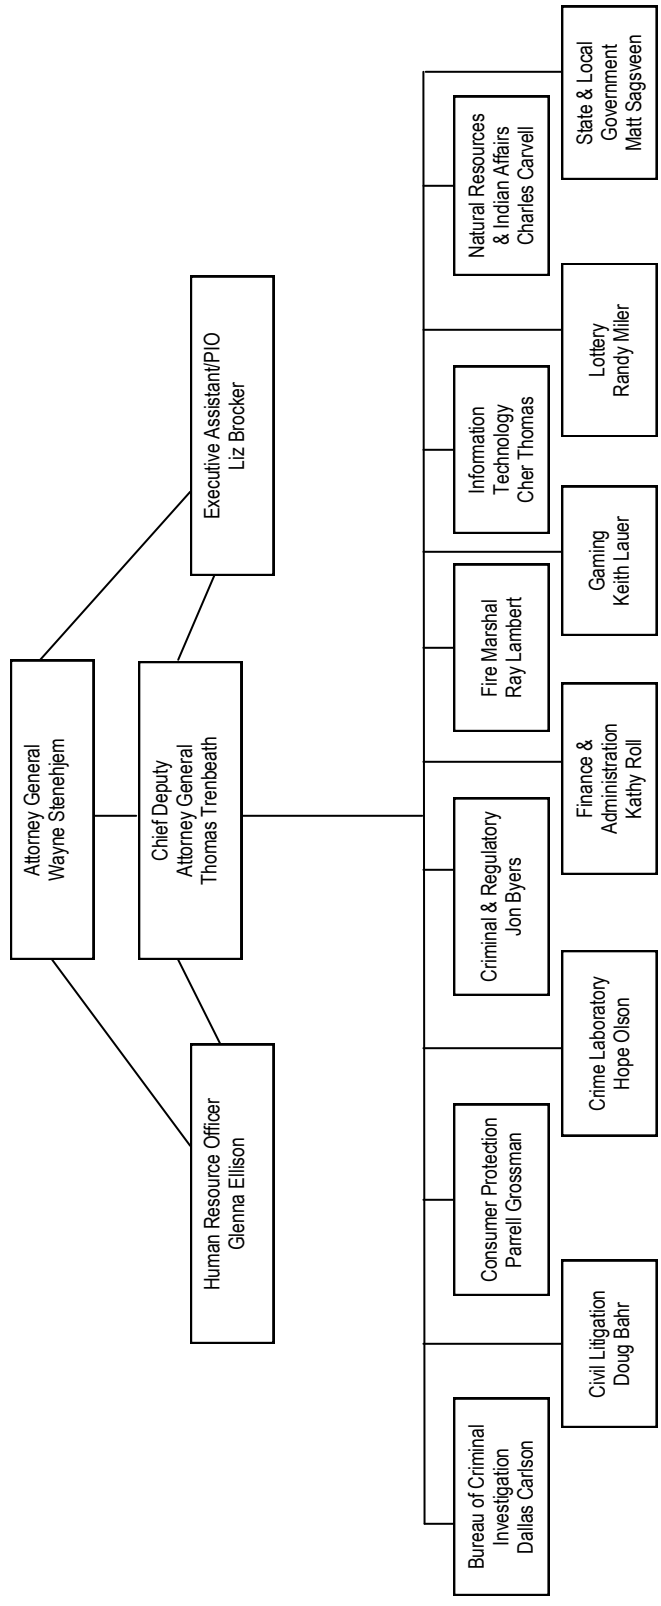 Attorney General
Wayne Stenehjem
Chief Deputy
Attorney General
Thomas Trenbeath
Human Resource Officer
Glenna Ellison
Executive Assistant/PIO
Liz Brocker
Bureau of Criminal
Investigation
Dallas Carlson
Civil Litigation
Doug Bahr
Consumer Protection
Parrell Grossman
Crime Laboratory
Hope Olson
Criminal & Regulatory
Jon Byers
Finance &
Administration
Kathy Roll
Fire Marshal
Ray Lambert
Gaming
Keith Lauer
Information
Technology
Cher Thomas
Lottery
Randy Miler
Natural Resources
& Indian Affairs
Charles Carvell
State & Local
Government
Matt Sagsveen